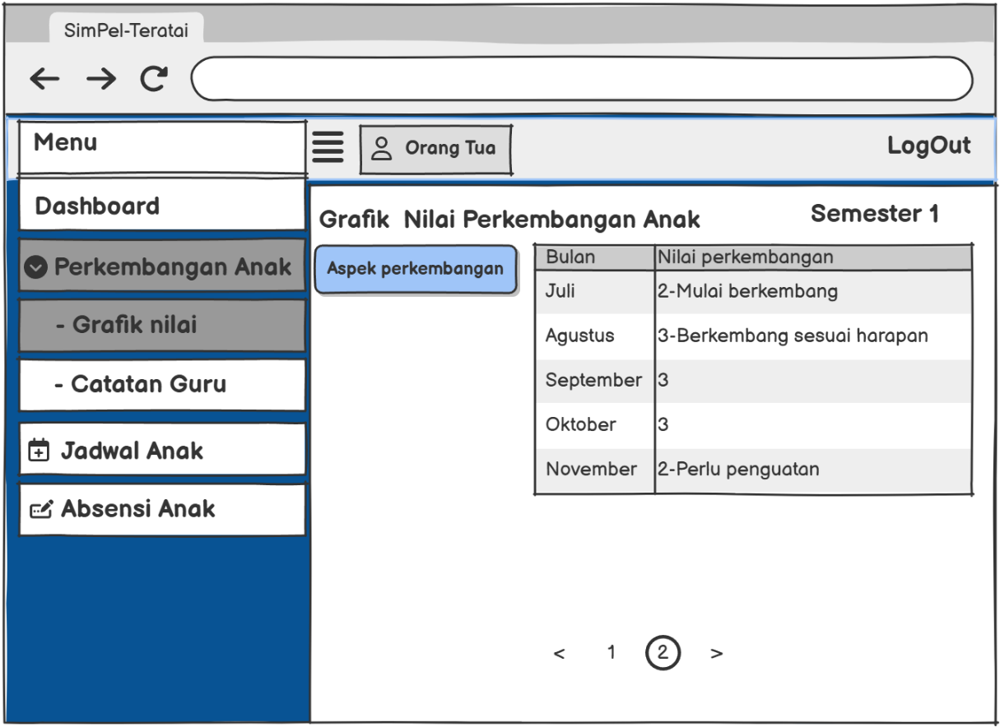 SimPel-Teratai
Menu
Orang Tua
LogOut
Dashboard
Perkembangan Anak
- Grafik nilai
- Catatan Guru
Jadwal Anak
Absensi Anak
Grafik Nilai Perkembangan Anak
Semester 1
Aspek perkembangan
Bulan Nilai perkembangan
Juli 2-Mulai berkembang
Agustus 3-Berkembang sesuai harapan
September 3
Oktober 3
November 2-Perlu penguatan
< 1 2 >